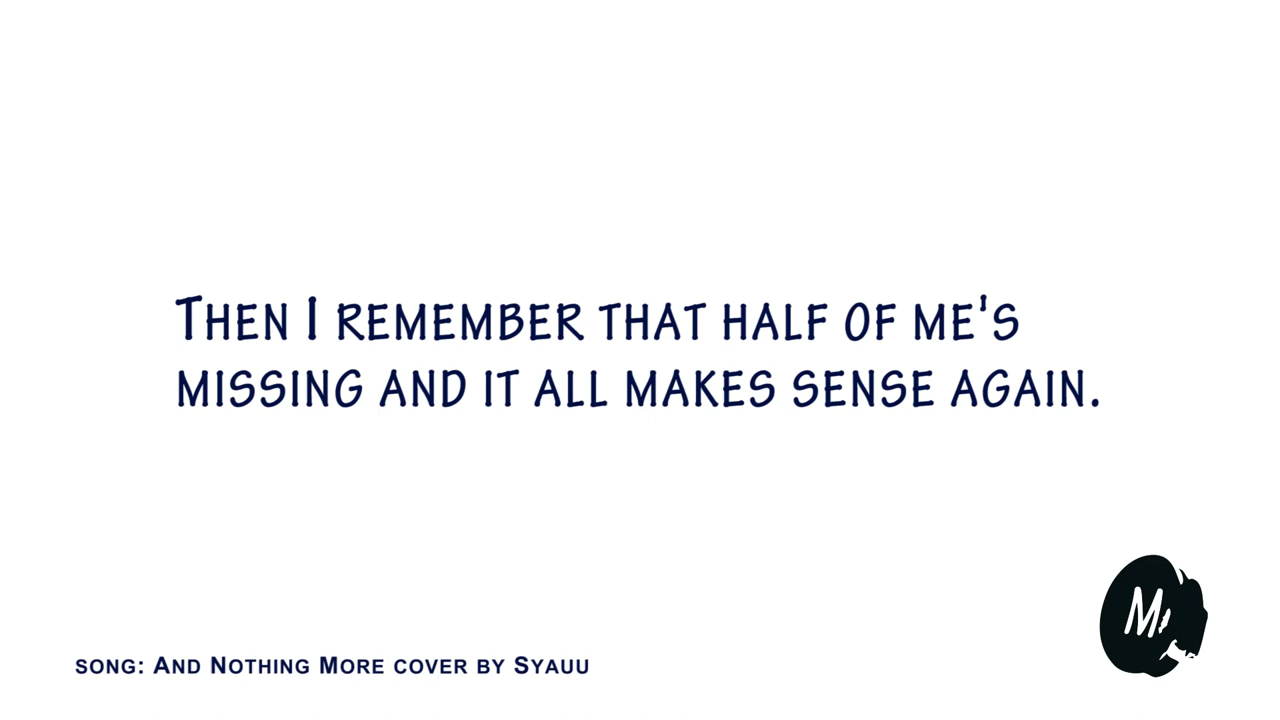 Then I remember that half of me's
missing and it all makes sense again.
M
song: And Nothing More cover by Syauu